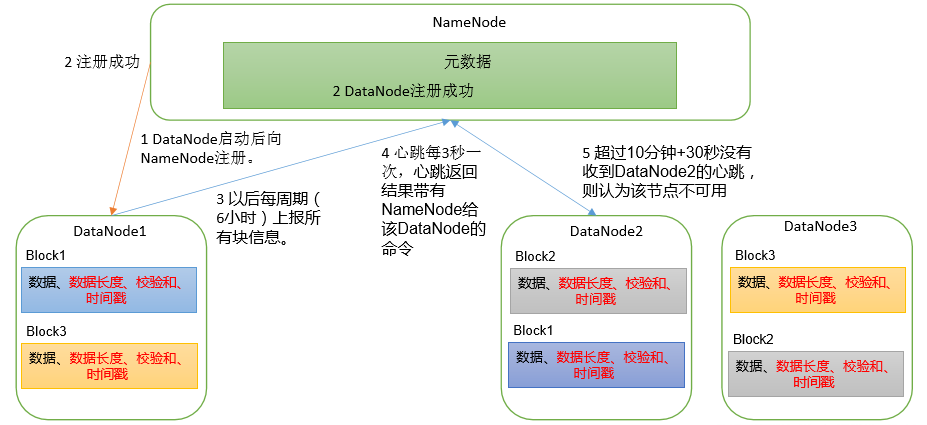 NameNode
元数据
2 DataNode注册成功
2 注册成功
1 DataNode启动后向
NameNode注册。
3 以后每周期（
6小时）上报所
有块信息。
4 心跳每3秒一
次，心跳返回
结果带有
NameNode给
该DataNode的
命令
5 超过10分钟+30秒没有
收到DataNode2的心跳，
则认为该节点不可用
DataNode1
Block1
数据、数据长度、校验和、
时间戳
Block3
数据、数据长度、校验和、
时间戳
DataNode2
Block2
数据、数据长度、校验和、
时间戳
Block1
数据、数据长度、校验和、
时间戳
DataNode3
Block3
数据、数据长度、校验和、
时间戳
Block2
数据、数据长度、校验和、
时间戳